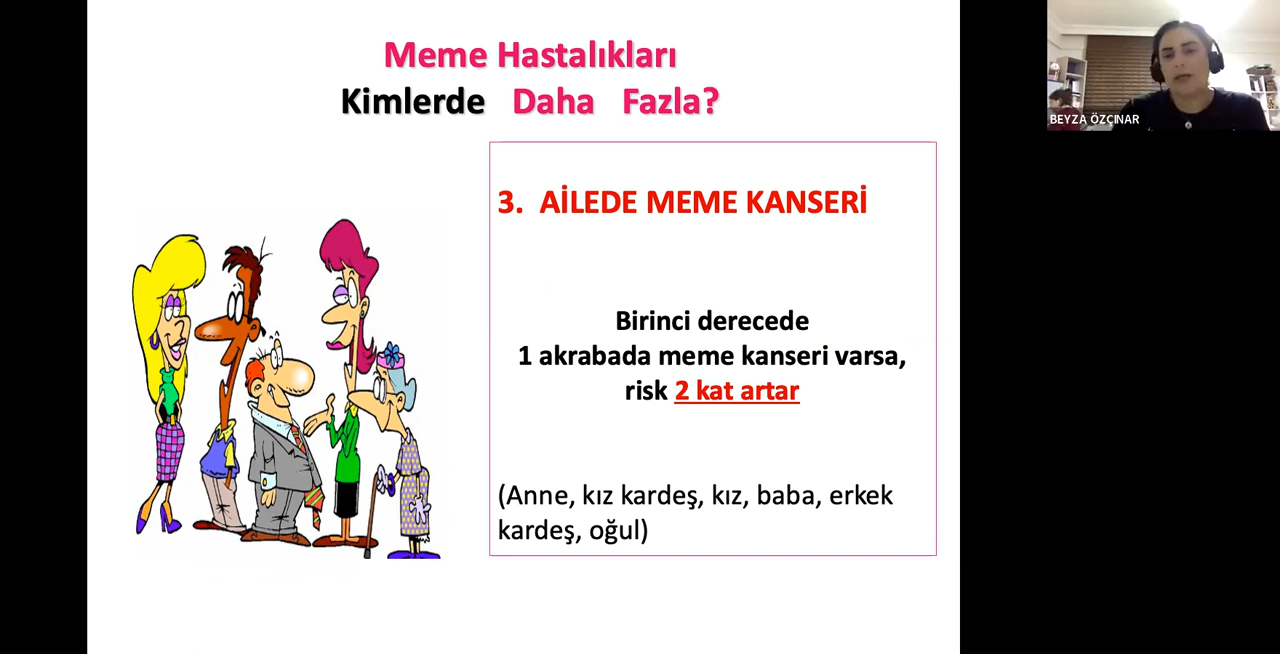 Meme Hastalıkları
Kimlerde Daha Fazla?
BEYZA ÖZÇINAR
3. AİLEDE MEME KANSERİ
Birinci derecede
1 akrabada meme kanseri varsa,
risk 2 kat artar
(Anne, kız kardeş, kız, baba, erkek
kardeş, oğul)